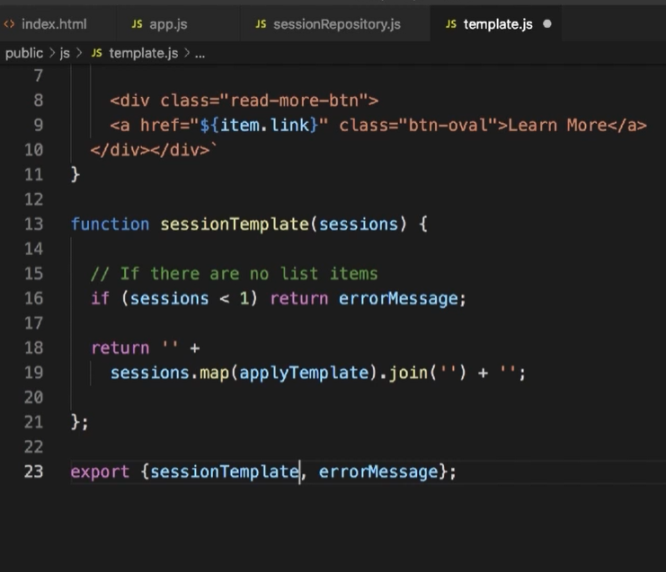 <> index.html JS app.js JS sessionRepository.js JS template.js ●
public > js > JS template.js > ...
7
8 <div class="read-more-btn">
9 <a href="${item.link}" class="btn-oval">Learn More</a>
10 </div></div>`
11 }
12
13 function sessionTemplate(sessions) {
14
15 // If there are no list items
16 if (sessions < 1) return errorMessage;
17
18 return '' +
19 sessions.map(applyTemplate).join('') + '';
20
21 };
22
23 export {sessionTemplate, errorMessage};